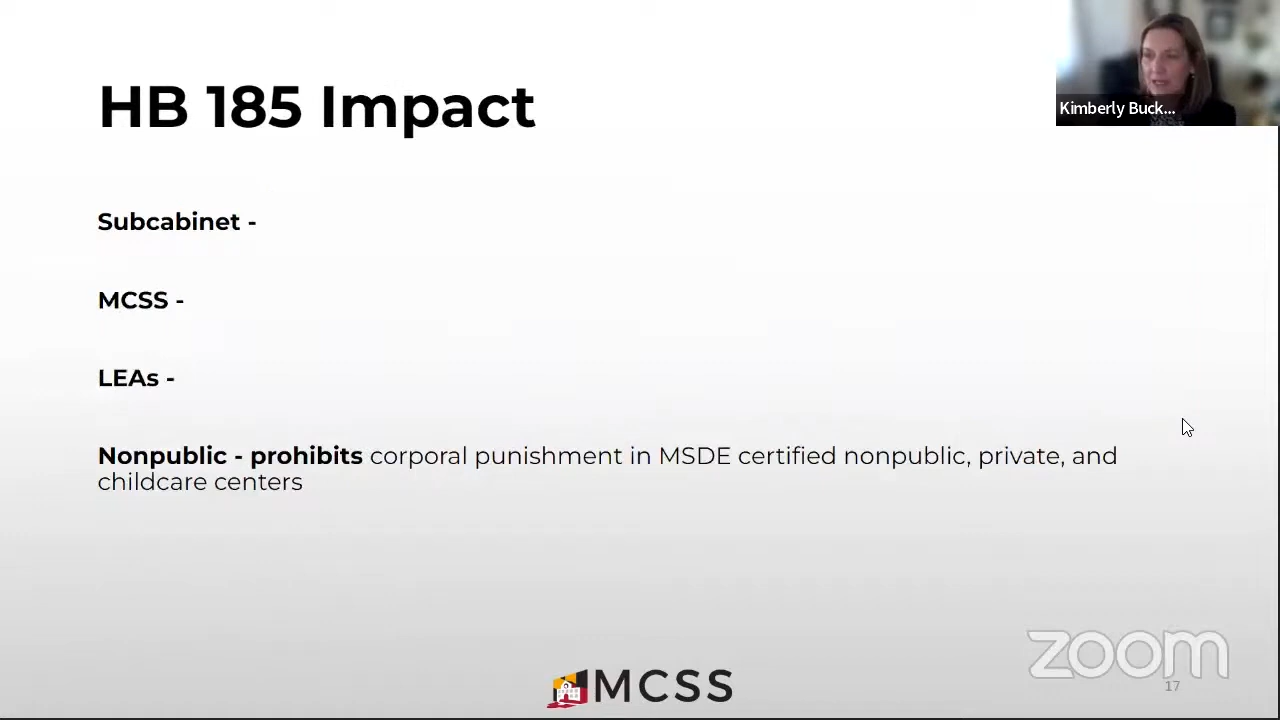 HB 185 Impact
Kimberly Buck...
Subcabinet -
MCSS -
LEAs -
Nonpublic - prohibits corporal punishment in MSDE certified nonpublic, private, and
childcare centers
zoom
17
MCSS